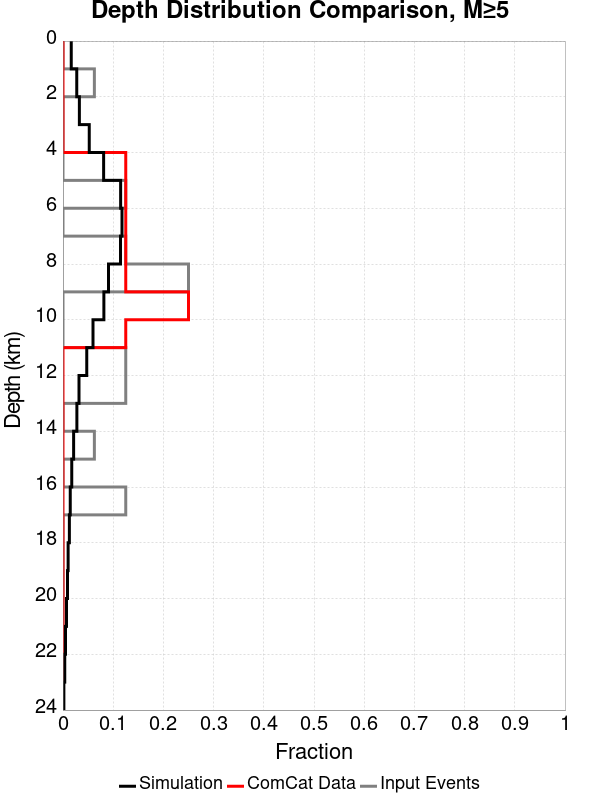 Depth Distribution Comparison, M≥5
0
2
4
6
8
10
12
14
16
18
20
22
24
Depth (km)
0 0.1 0.2 0.3 0.4 0.5 0.6 0.7 0.8 0.9 1
Fraction
Simulation ComCat Data Input Events